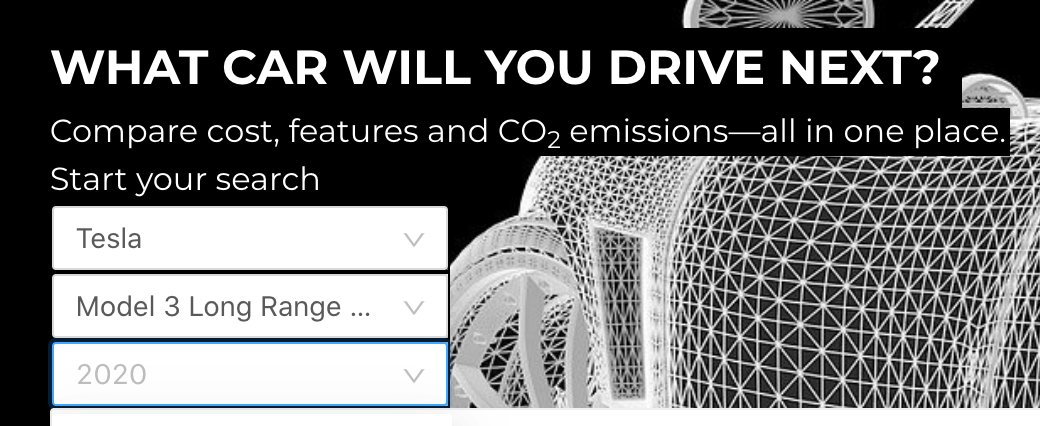 WHAT CAR WILL YOU DRIVE NEXT?
Compare cost, features and CO₂ emissions—all in one place.
Start your search
Tesla
Model 3 Long Range ...
2020